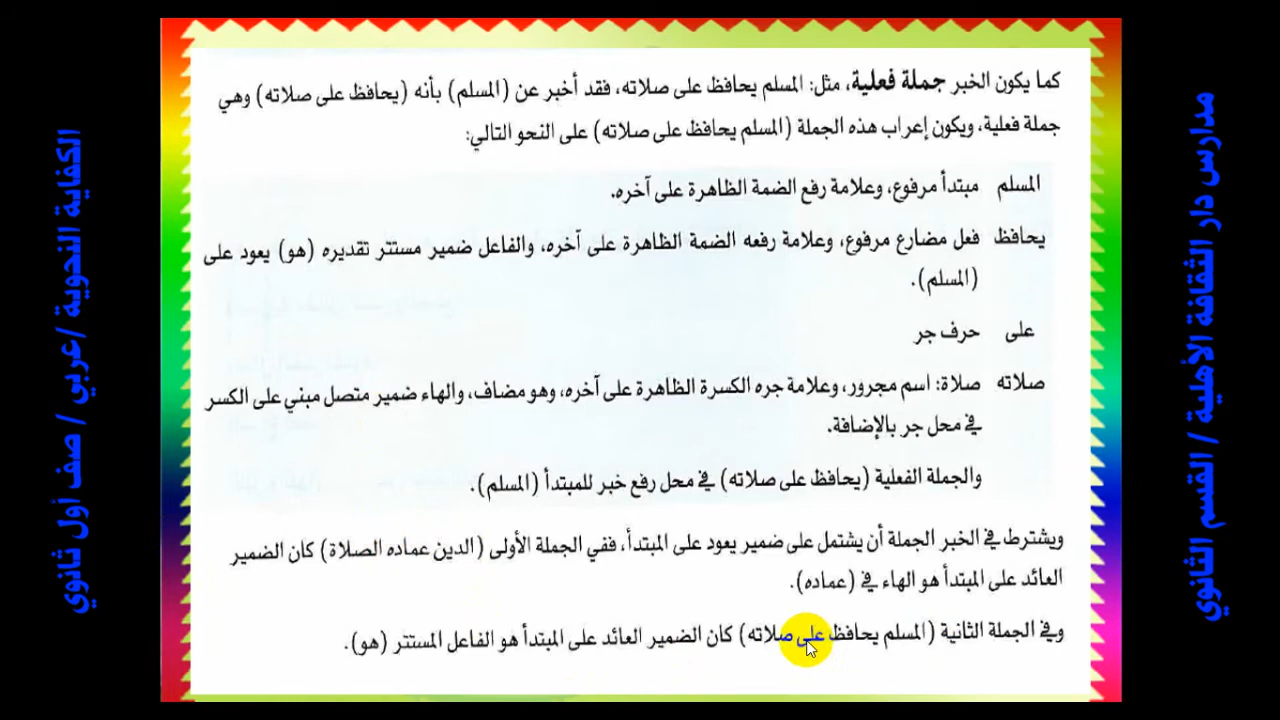 مدارس دار الثقافة الأهلية / القسم الثانوي
كما يكون الخبر جملة فعلية، مثل: المسلم يحافظ على صلاته، فقد أخبر عن (المسلم) بأنه (يحافظ على صلاته) وهي
جملة فعلية، ويكون إعراب هذه الجملة (المسلم يحافظ على صلاته) على النحو التالي:
المسلم مبتدأ مرفوع، وعلامة رفع الضمة الظاهرة على آخره.
يحافظ فعل مضارع مرفوع، وعلامة رفعه الضمة الظاهرة على آخره، والفاعل ضمير مستتر تقديره (هو) يعود على
(المسلم).
على حرف جر
صلاته صلاة: اسم مجرور، وعلامة جره الكسرة الظاهرة على آخره، وهو مضاف، والهاء ضمير متصل مبني على الكسر
في محل جر بالإضافة.
والجملة الفعلية (يحافظ على صلاته) في محل رفع خبر للمبتدأ (المسلم).
ويشترط في الخبر الجملة أن يشتمل على ضمير يعود على المبتدأ، ففي الجملة الأولى (الدين عماده الصلاة) كان الضمير
العائد على المبتدأ هو الهاء في (عماده).
وفي الجملة الثانية (المسلم يحافظ على صلاته) كان الضمير العائد على المبتدأ هو الفاعل المستتر (هو).
الكفاية النحوية /عربي / صف أول ثانوي